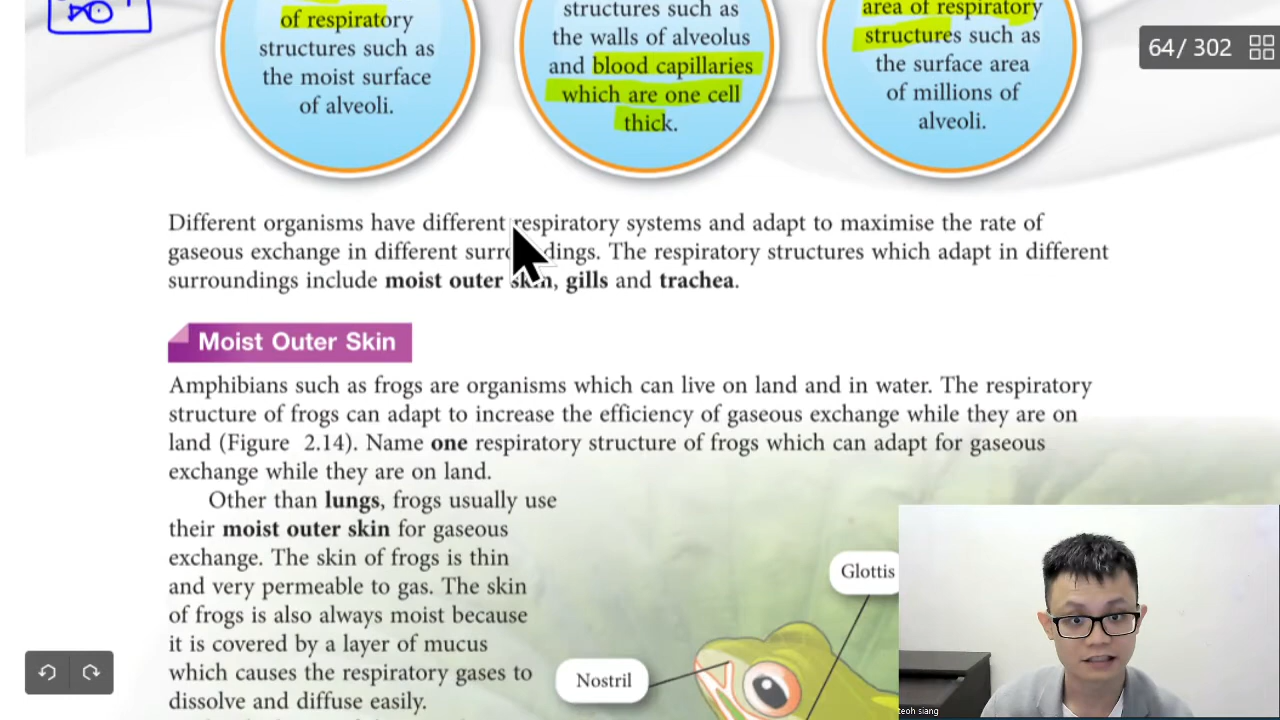 of respiratory
structures such as
the moist surface
of alveoli.
structures such as
the walls of alveolus
and blood capillaries
which are one cell
thick.
area of respiratory
structures such as
the surface area
of millions of
alveoli.
64/ 302
Different organisms have different respiratory systems and adapt to maximise the rate of
gaseous exchange in different surroundings. The respiratory structures which adapt in different
surroundings include moist outer skin, gills and trachea.
Moist Outer Skin
Amphibians such as frogs are organisms which can live on land and in water. The respiratory
structure of frogs can adapt to increase the efficiency of gaseous exchange while they are on
land (Figure 2.14). Name one respiratory structure of frogs which can adapt for gaseous
exchange while they are on land.
Other than lungs, frogs usually use
their moist outer skin for gaseous
exchange. The skin of frogs is thin
and very permeable to gas. The skin
of frogs is also always moist because
it is covered by a layer of mucus
which causes the respiratory gases to
dissolve and diffuse easily.
Glottis
Nostril
teoh siang